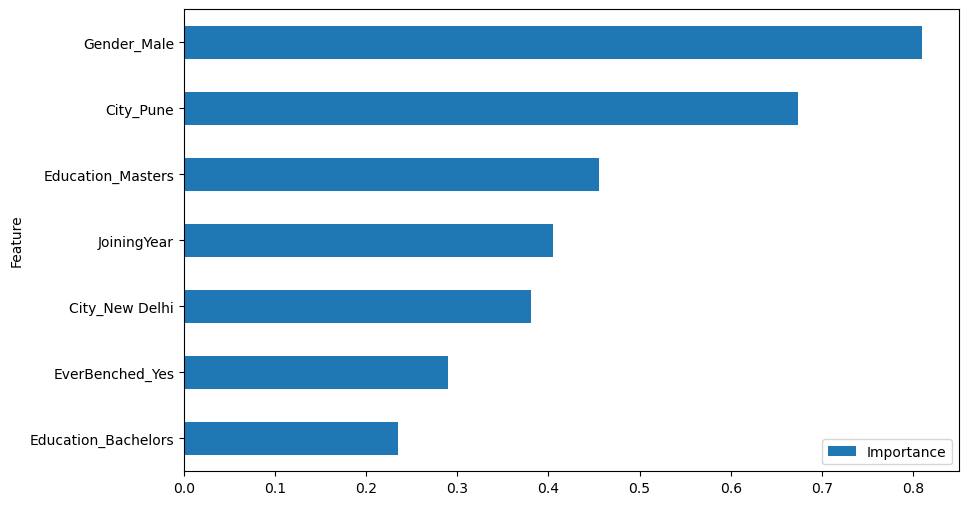 Feature
Gender_Male
City_Pune
Education_Masters
JoiningYear
City_New Delhi
EverBenched_Yes
Education_Bachelors
Importance
0.0 0.1 0.2 0.3 0.4 0.5 0.6 0.7 0.8